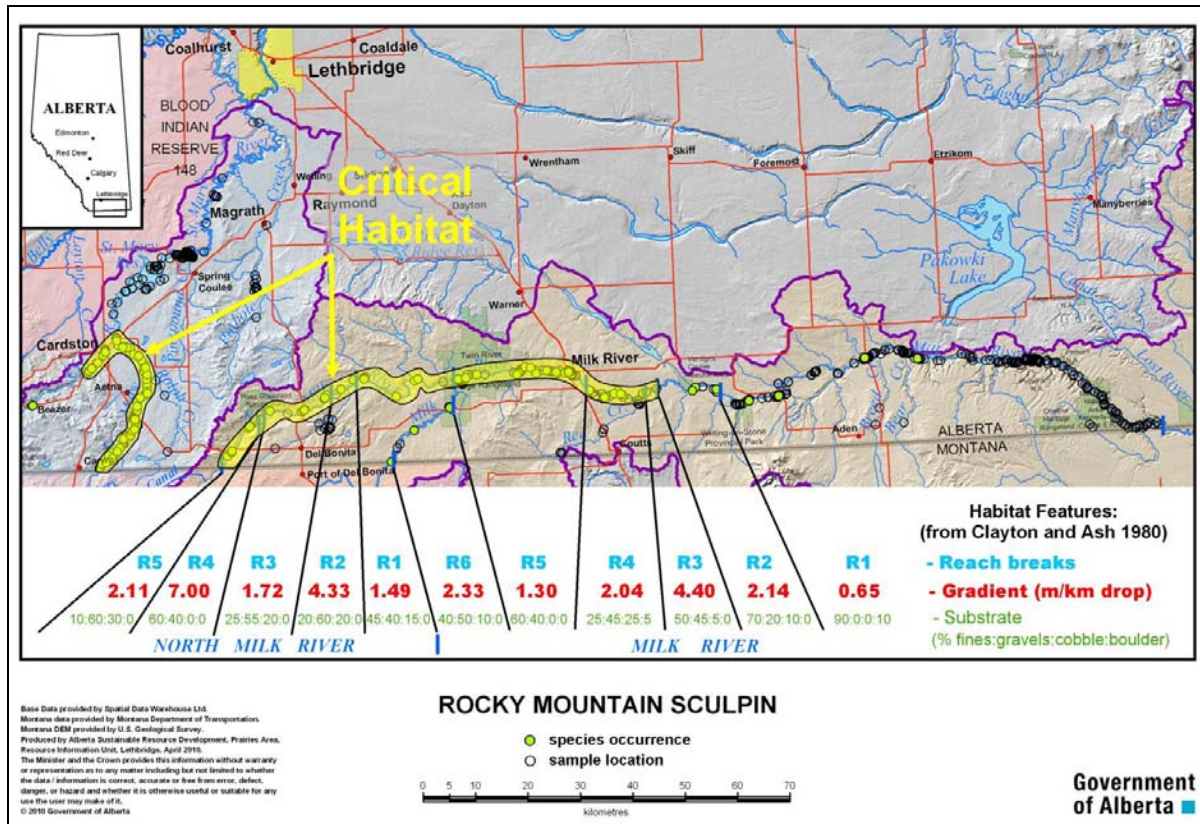 Coalhurst
Coaldale
Lethbridge
ALBERTA
Edmonton
Red Deer
Calgary
Lethbridge
BLOOD
INDIAN
RESERVE
148
River
Welling
Wrentham
Skiff
Foremost
Etzikom
Manyberries
Critical
Habitat
Raymond
Dayton
Magrath
St. Mary
Ridge Res
Pakowki
Lake
Spring
Coulee
Warner
Cardston
Aetna
Beazer
Twin River
Milk River
Del Bonita
Port of Del Bonita
Canal
Coutts
Writing-on-Stone
Provincial Park
Aden
Lost River
ALBERTA
MONTANA
R5 R4 R3 R2 R1 R6 R5 R4 R3 R2 R1
2.11 7.00 1.72 4.33 1.49 2.33 1.30 2.04 4.40 2.14 0.65
10:60:30:0 60:40:0:0 25:55:20:0 20:60:20:0 45:40:15:0 40:50:10:0 60:40:0:0 25:45:25:5 50:45:5:0 70:20:10:0 90:0:0:10
NORTH MILK RIVER MILK RIVER
Habitat Features:
(from Clayton and Ash 1980)
- Reach breaks
- Gradient (m/km drop)
- Substrate
(% fines:gravels:cobble:boulder)
Base Data provided by Spatial Data Warehouse Ltd.
Montana data provided by Montana Department of Transportation.
Montana DEM provided by U.S. Geological Survey.
Produced by Alberta Sustainable Resource Development, Prairies Area,
Resource Information Unit, Lethbridge, April 2010.
The Minister and the Crown provides this information without warranty
or representation as to any matter including but not limited to whether
the data / information is correct, accurate or free from error, defect,
danger, or hazard and whether it is otherwise useful or suitable for any
use the user may make of it.
© 2010 Government of Alberta
ROCKY MOUNTAIN SCULPIN
species occurrence
sample location
0 10 20 30 40 50 60 70
kilometres
Government
of Alberta